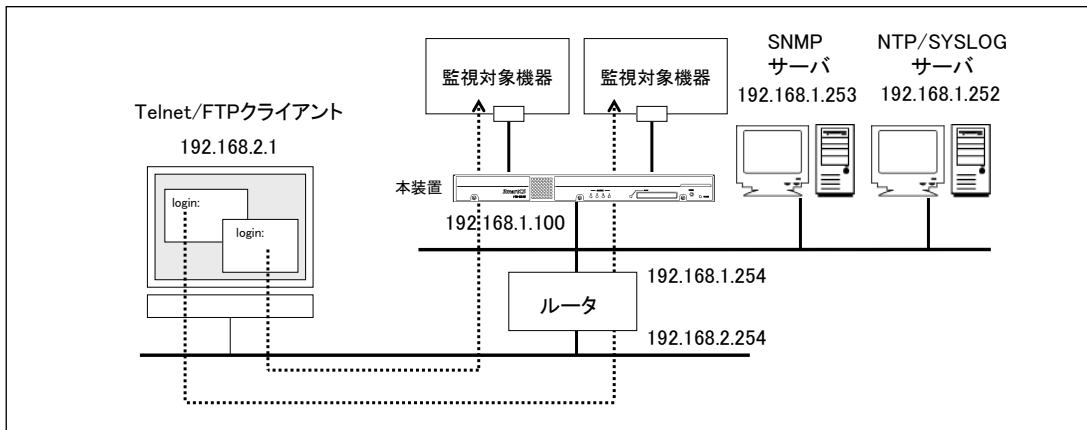 監視対象機器
監視対象機器
SNMP
サーバ
192.168.1.253
NTP/SYSLOG
サーバ
192.168.1.252
Telnet/FTPクライアント
192.168.2.1
login:
login:
本装置
192.168.1.100
ルータ
192.168.1.254
192.168.2.254